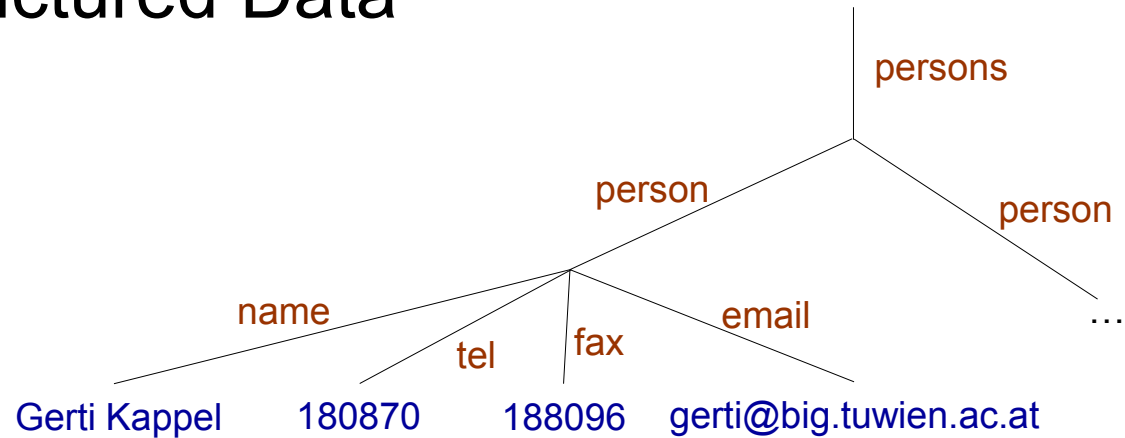 ctured Data
persons
person
person
name
email
…
tel
fax
Gerti Kappel 180870 188096 gerti@big.tuwien.ac.at